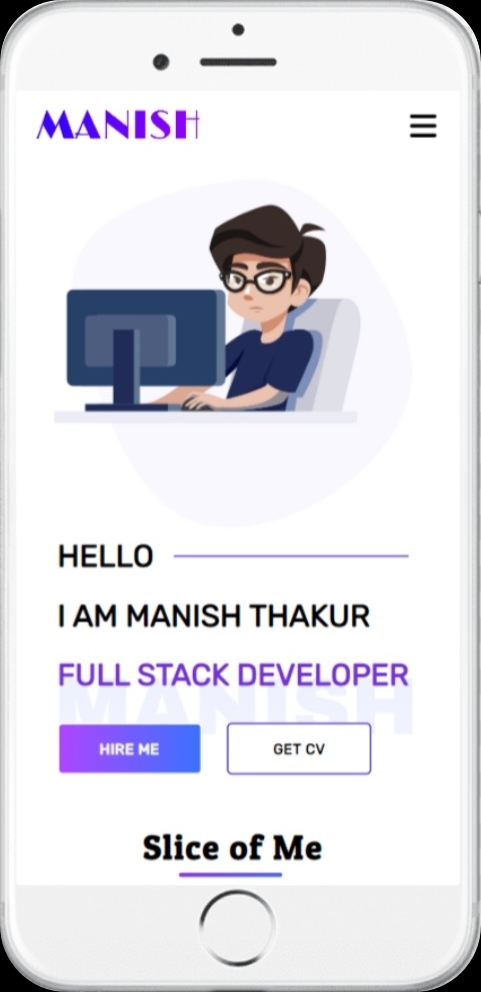 MANISH
HELLO
I AM MANISH THAKUR
FULL STACK DEVELOPER
MANISH
HIRE ME
GET CV
Slice of Me